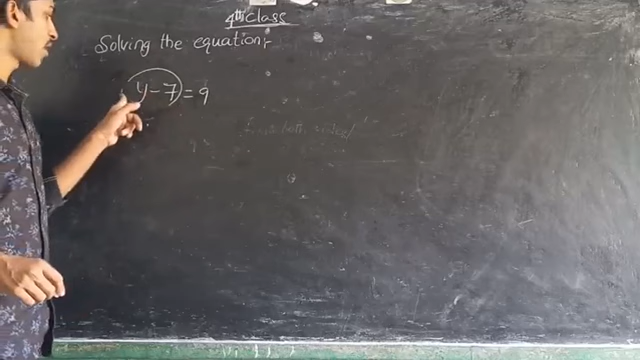 4th class
Solving the equation;
y-7=9